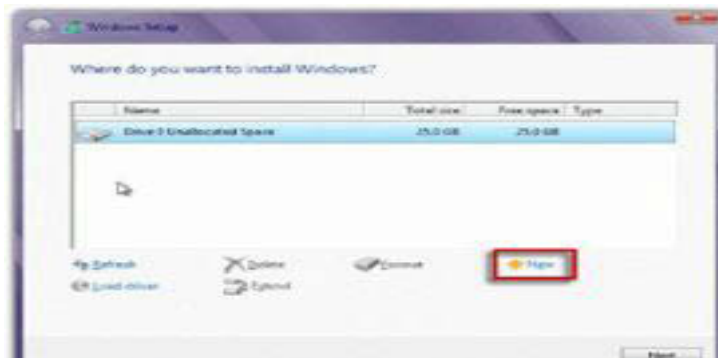 Windows Setup
Where do you want to install Windows?
Name Total size Free space Type
Drive 0 Unallocated Space 25.0 GB 25.0 GB
Refresh Delete Format New
Load driver Extend
Next